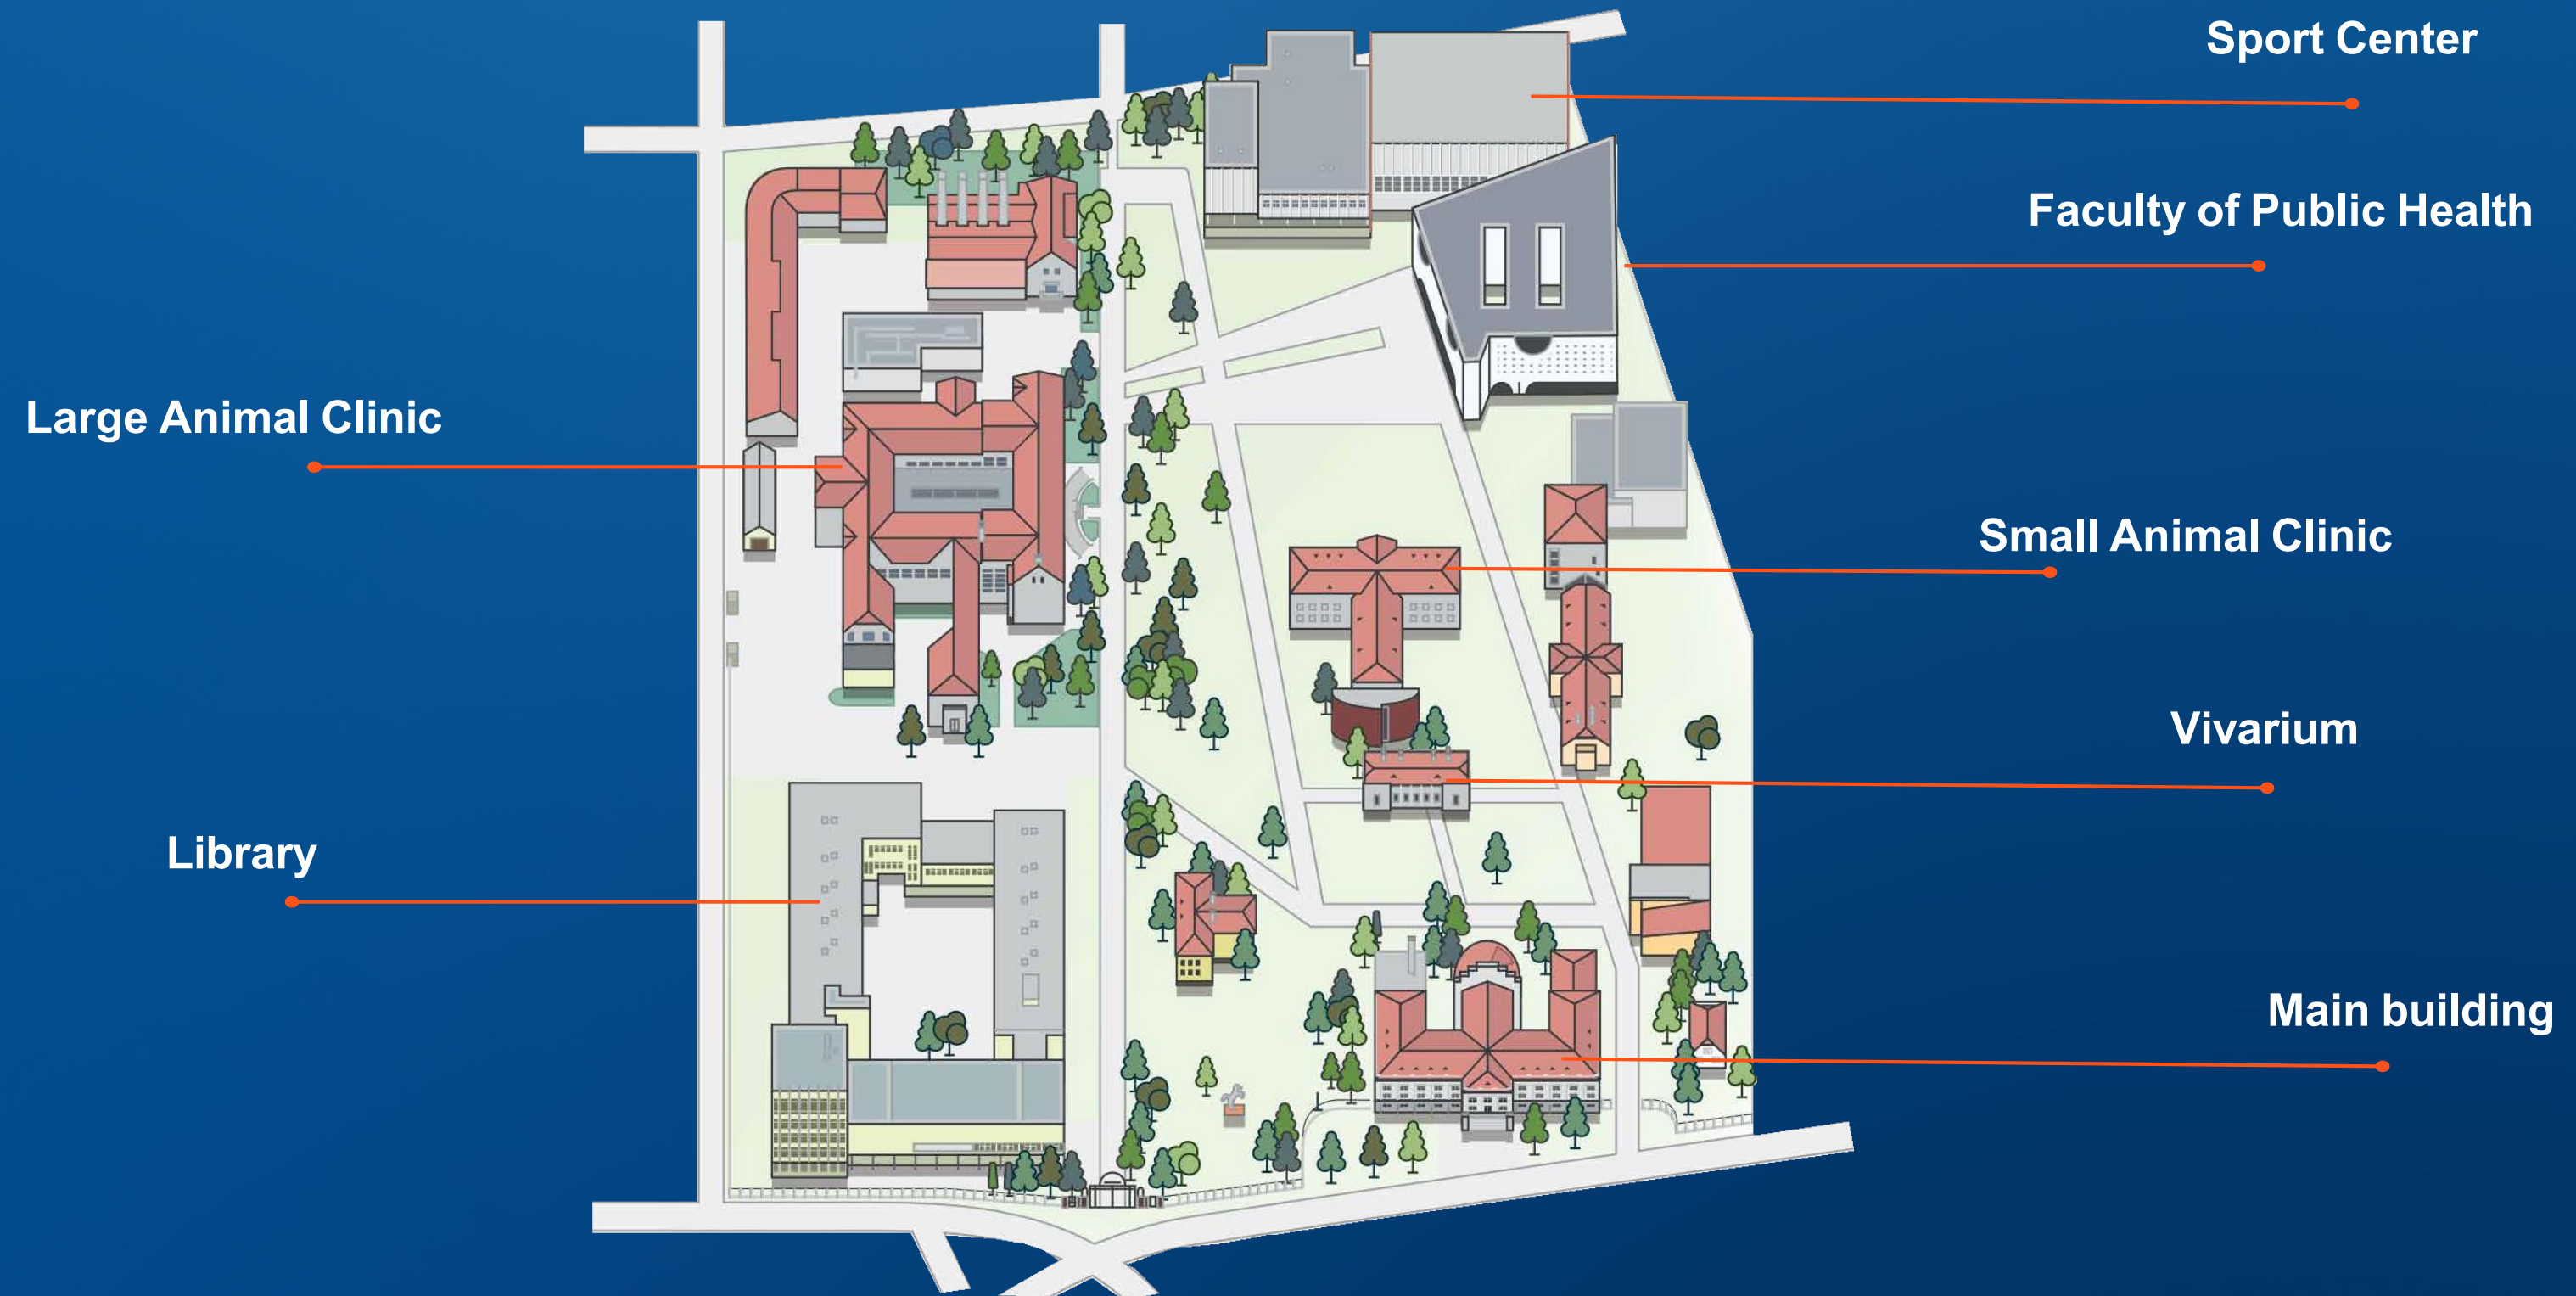 Sport Center
Faculty of Public Health
Large Animal Clinic
Small Animal Clinic
Vivarium
Library
Main building